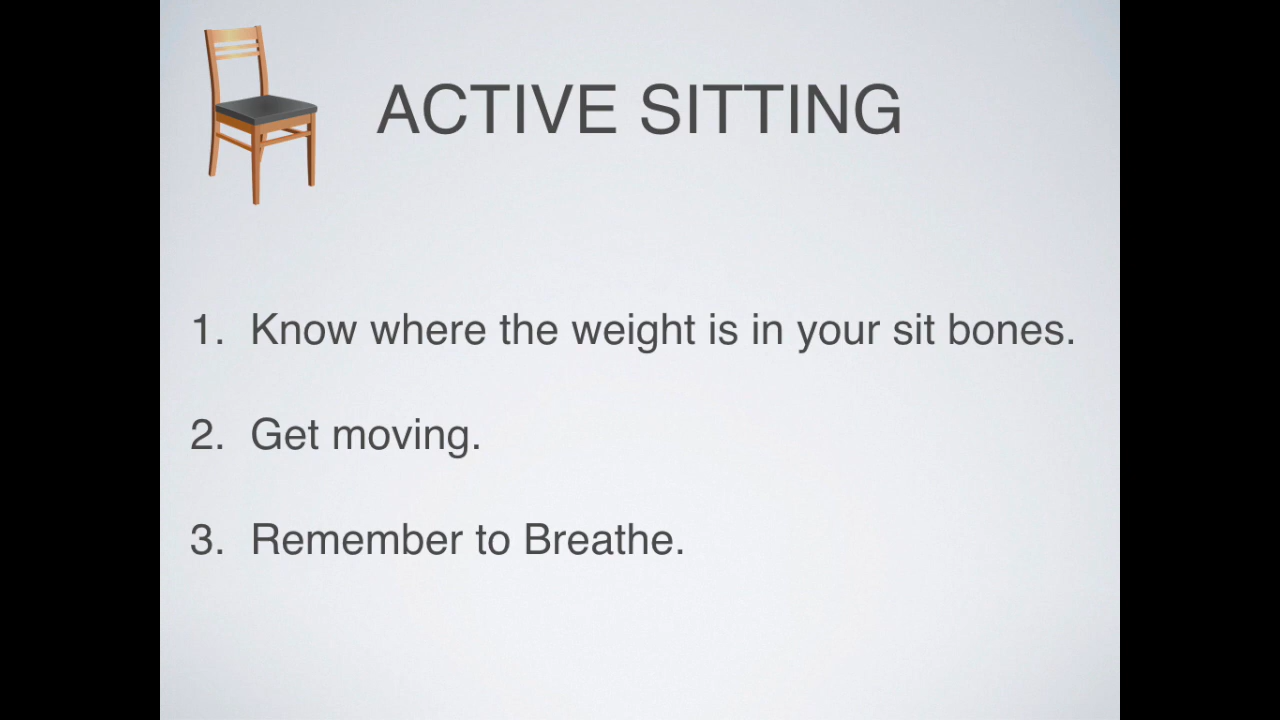 ACTIVE SITTING
1. Know where the weight is in your sit bones.
2. Get moving.
3. Remember to Breathe.